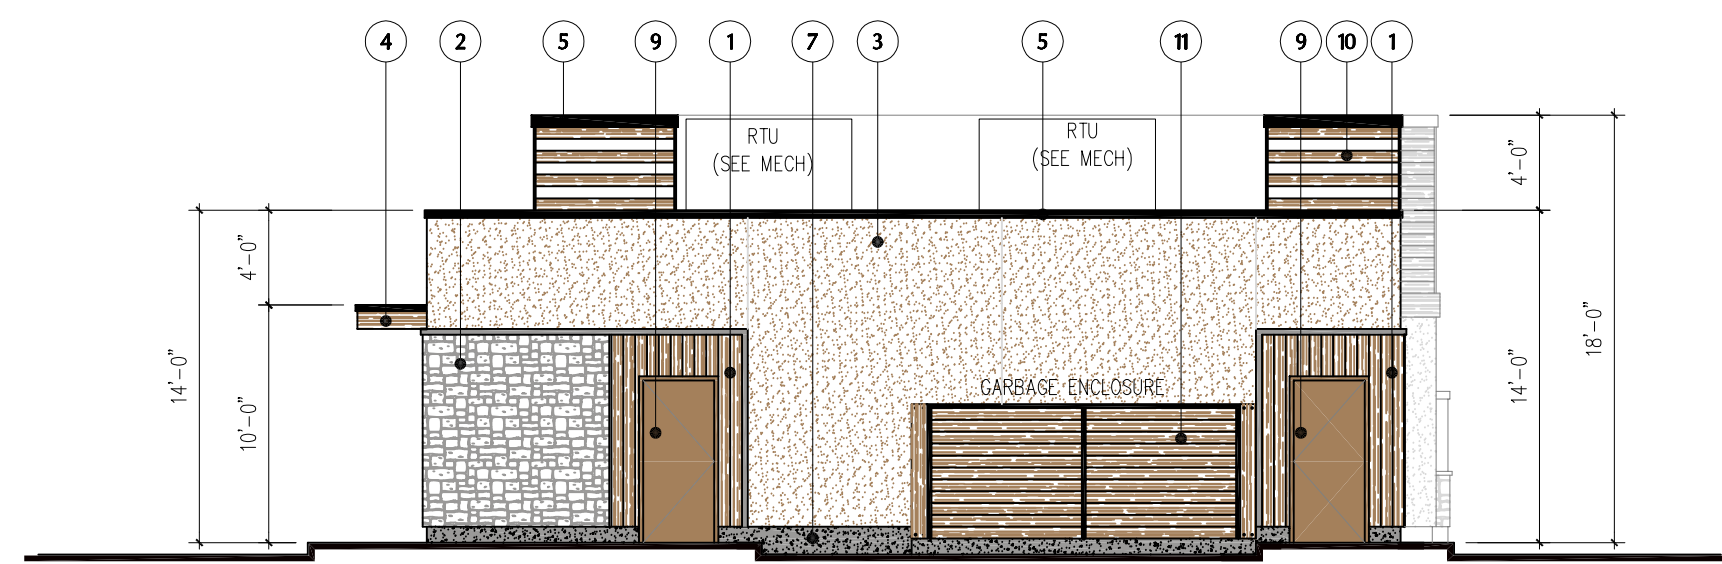 4 2 5 9 1 7 3 5 11 9 10 1
RTU
(SEE MECH)
RTU
(SEE MECH)
4'-0"
4'-0"
14'-0"
10'-0"
18'-0"
14'-0"
GARBAGE ENCLOSURE